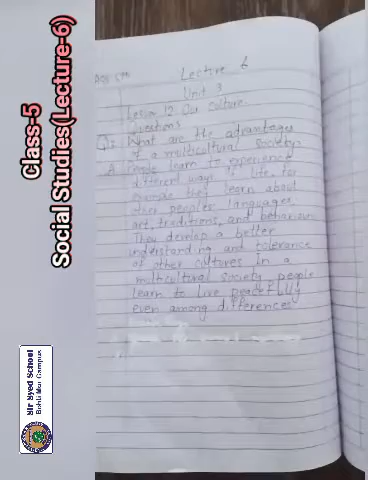 Class-5
Social Studies(Lecture-6)
Sir Syed School
Lecture 6
Unit 3
Lesson 12 Our Culture
Questions
Q1: What are the advantages
of a multicultural society?
A People learn to experience
different ways of life, for
example they learn about
other peoples' languages,
art, traditions, and behaviours
They develop a better
understanding and tolerance
of other cultures in a
multicultural society people
learn to live peacefully
even among differences